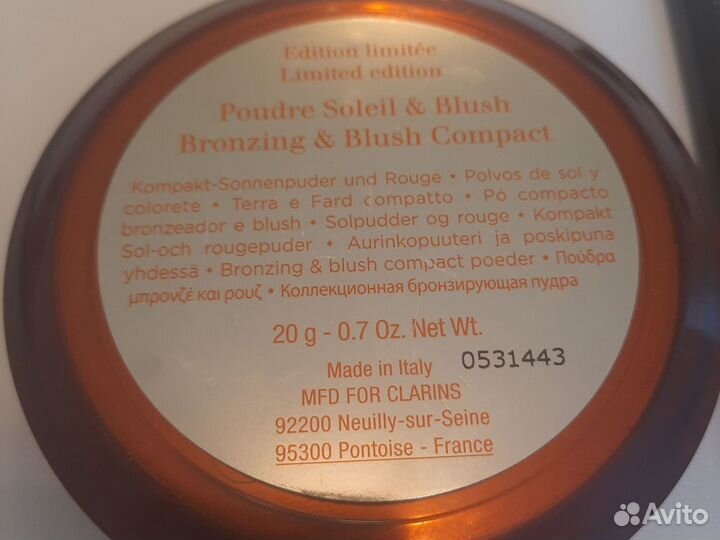 Edition limitée
Limited edition
Poudre Soleil & Blush
Bronzing & Blush Compact
Kompakt-Sonnenpuder und Rouge • Polvos de sol y
colorete • Terra e Fard compatto • Pó compacto
bronzeador e blush • Solpudder og rouge • Kompakt
Sol-och rougepuder • Aurinkopuuteri ja poskipuna
yhdessä • Bronzing & blush compact poeder • Πούδρα
μπρονζέ και ρουζ • Коллекционная бронзирующая пудра
20 g - 0.7 Oz. Net Wt.
Made in Italy 0531443
MFD FOR CLARINS
92200 Neuilly-sur-Seine
95300 Pontoise - France
Avito